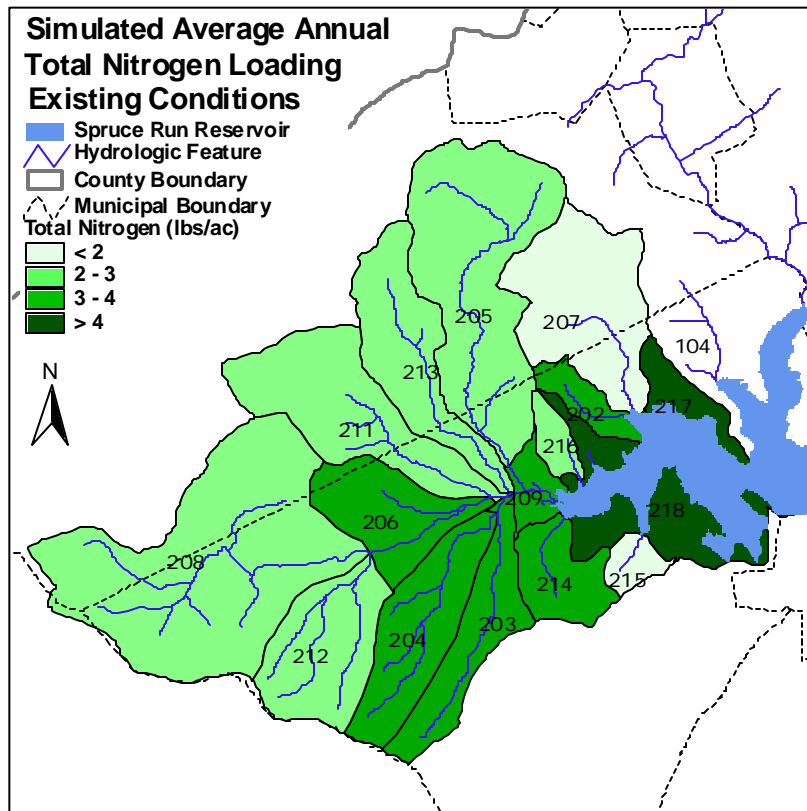 Simulated Average Annual
Total Nitrogen Loading
Existing Conditions
Spruce Run Reservoir
Hydrologic Feature
County Boundary
Municipal Boundary
Total Nitrogen (lbs/ac)
< 2
2 - 3
3 - 4
> 4
N
205
207
104
213
217
202
211
216
209
206
218
208
214
215
203
204
212